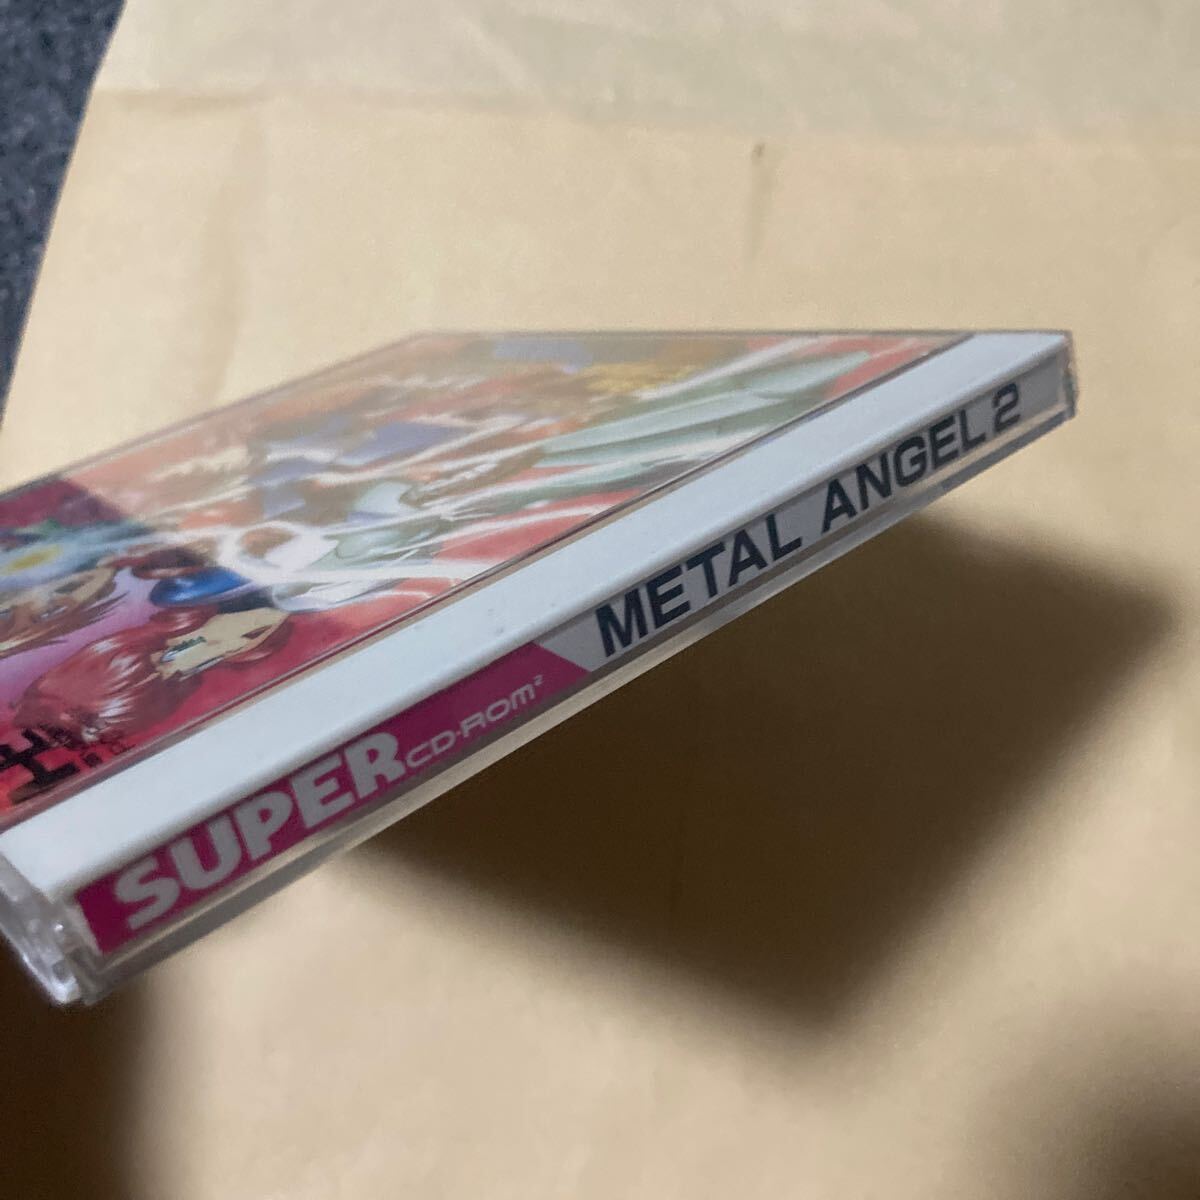 SUPER CD-ROM² METAL ANGEL 2